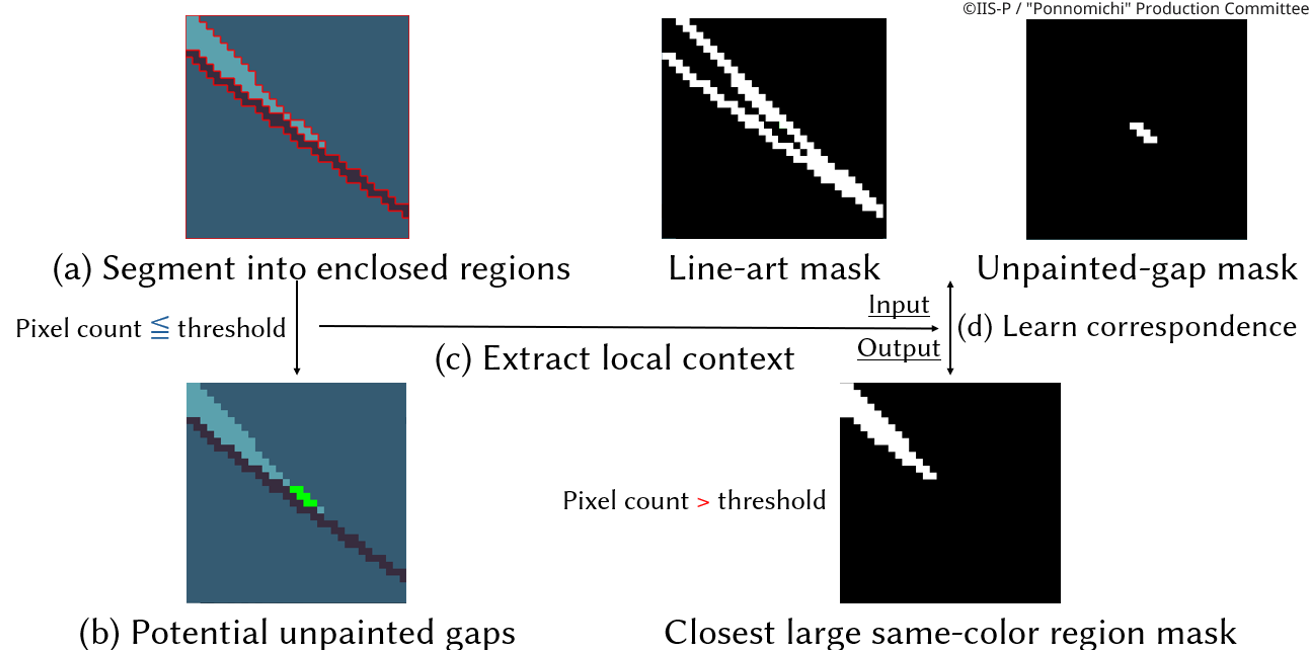 ©IIS-P / "Ponnomichi" Production Committee
(a) Segment into enclosed regions
Line-art mask
Unpainted-gap mask
Pixel count ≦ threshold
Input
(d) Learn correspondence
Output
(c) Extract local context
Pixel count > threshold
(b) Potential unpainted gaps
Closest large same-color region mask